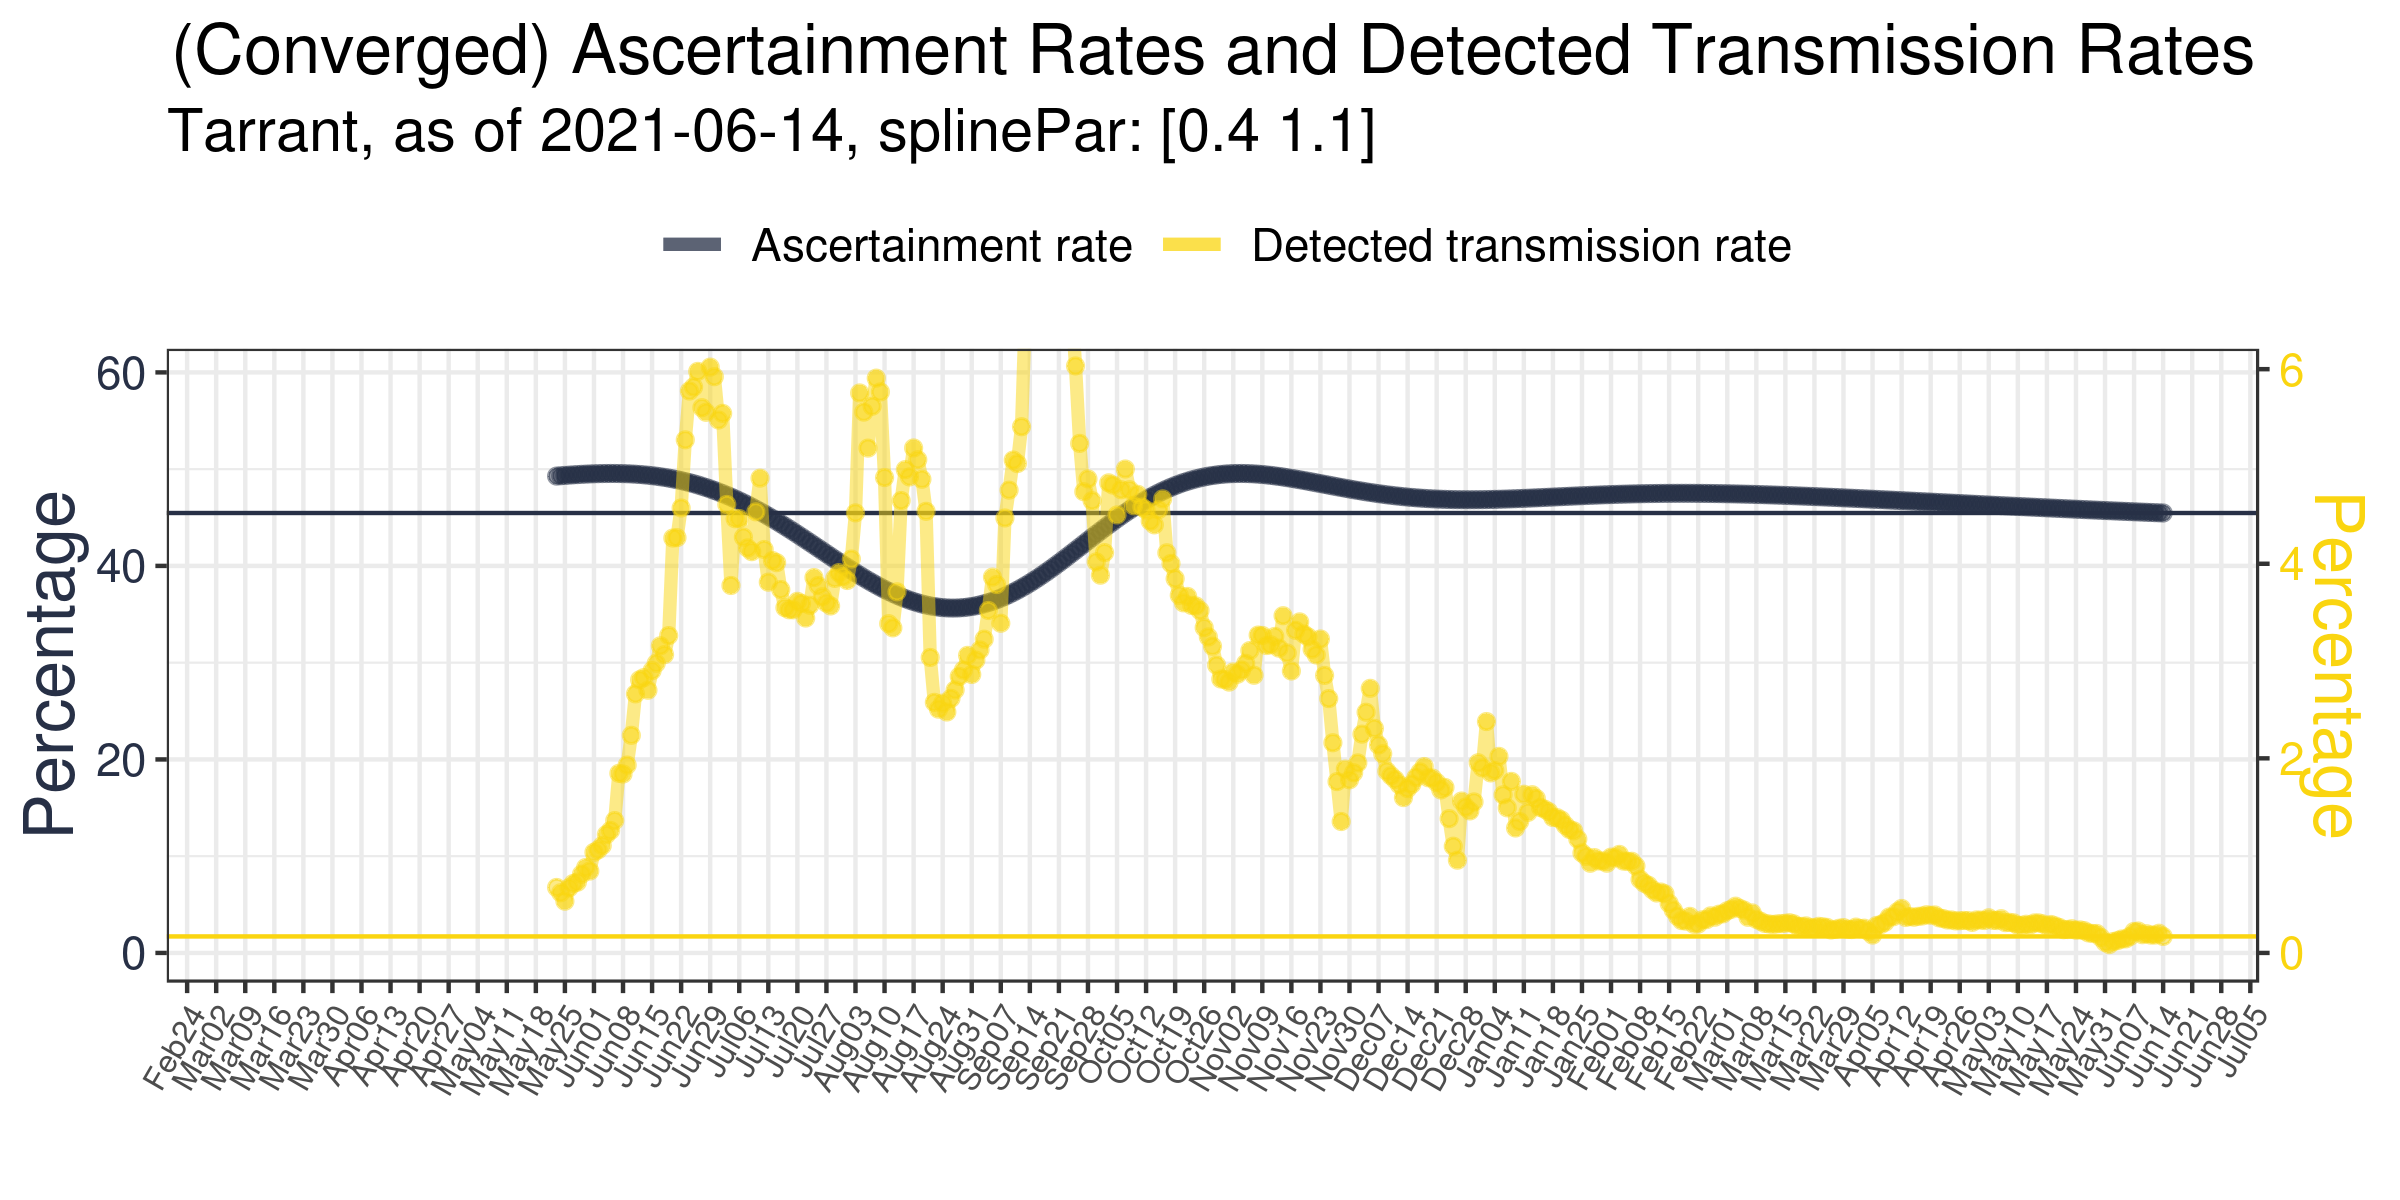 (Converged) Ascertainment Rates and Detected Transmission Rates
Tarrant, as of 2021-06-14, splinePar: [0.4 1.1]
Ascertainment rate
Detected transmission rate
Percentage
60
40
20
0
6
4
2
0
Percentage
Feb24
Mar02
Mar09
Mar16
Mar23
Mar30
Apr06
Apr13
Apr20
Apr27
May04
May11
May18
May25
Jun01
Jun08
Jun15
Jun22
Jun29
Jul06
Jul13
Jul20
Jul27
Aug03
Aug10
Aug17
Aug24
Aug31
Sep07
Sep14
Sep21
Sep28
Oct05
Oct12
Oct19
Oct26
Nov02
Nov09
Nov16
Nov23
Nov30
Dec07
Dec14
Dec21
Dec28
Jan04
Jan11
Jan18
Jan25
Feb01
Feb08
Feb15
Feb22
Mar01
Mar08
Mar15
Mar22
Mar29
Apr05
Apr12
Apr19
Apr26
May03
May10
May17
May24
May31
Jun07
Jun14
Jun21
Jun28
Jul05